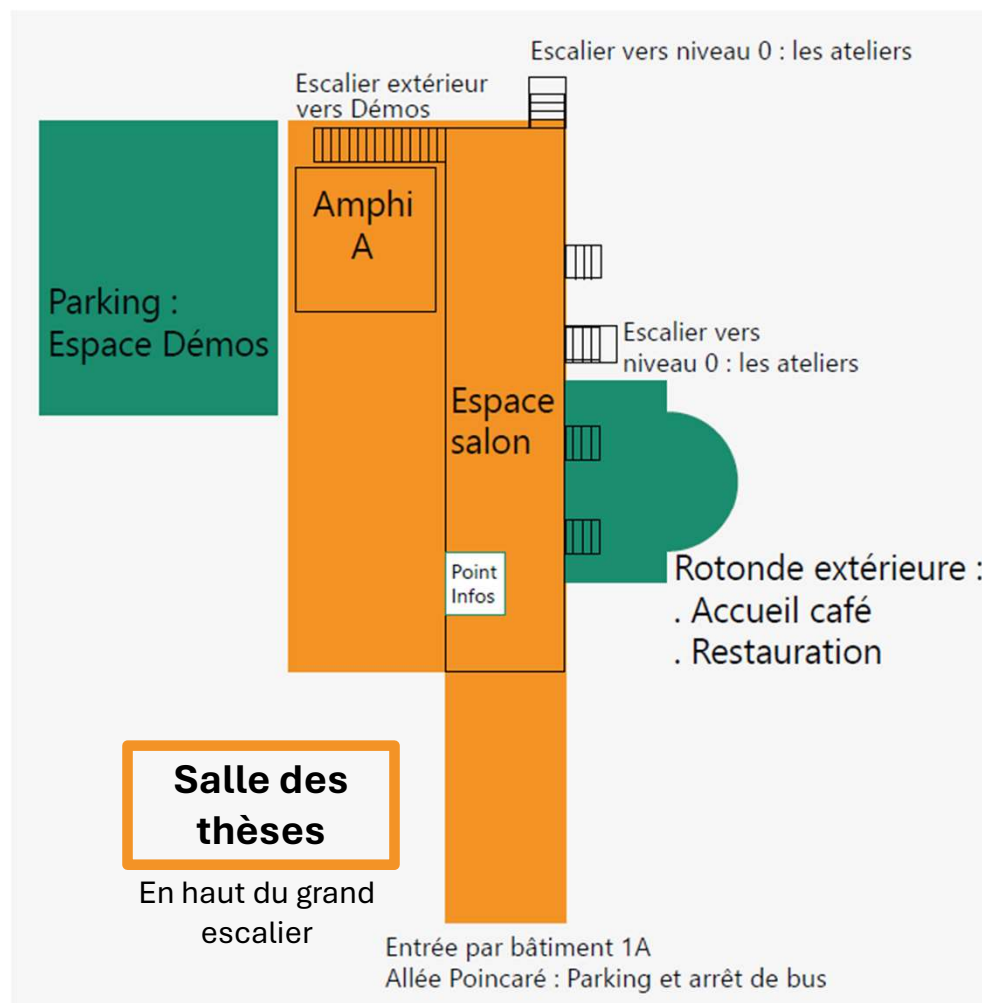 Escalier vers niveau 0 : les ateliers
Escalier extérieur
vers Démos
Amphi
A
Parking :
Espace Démos
Escalier vers
niveau 0 : les ateliers
Espace
salon
Point
Infos
Rotonde extérieure :
. Accueil café
. Restauration
Salle des
thèses
En haut du grand
escalier
Entrée par bâtiment 1A
Allée Poincaré : Parking et arrêt de bus